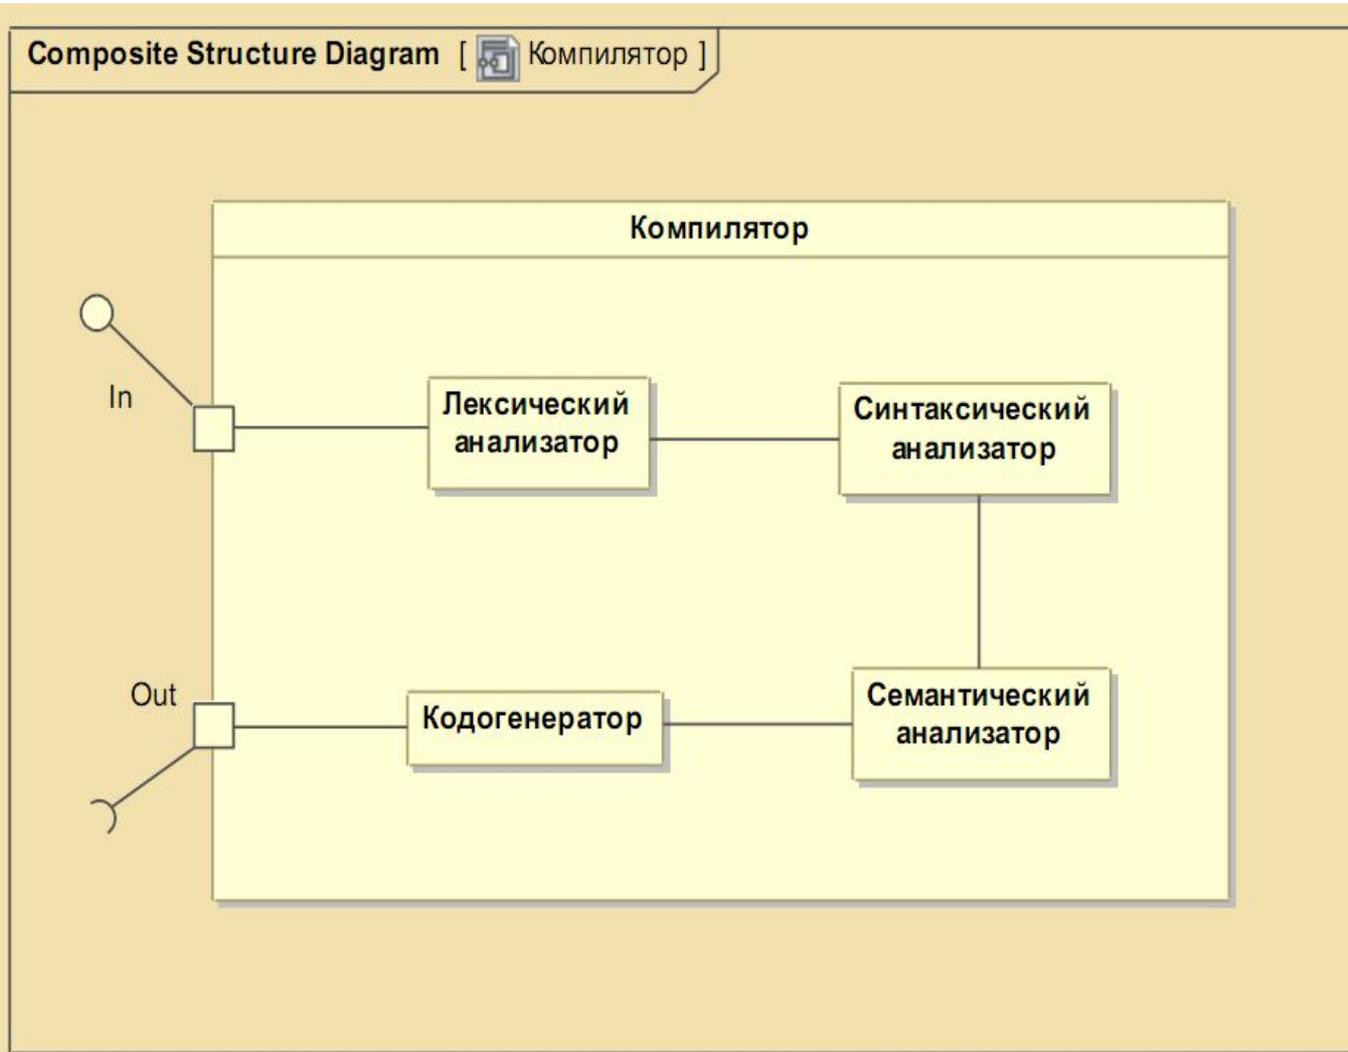 Composite Structure Diagram [ Компилятор ]
Компилятор
In
Лексический
анализатор
Синтаксический
анализатор
Out
Кодогенератор
Семантический
анализатор